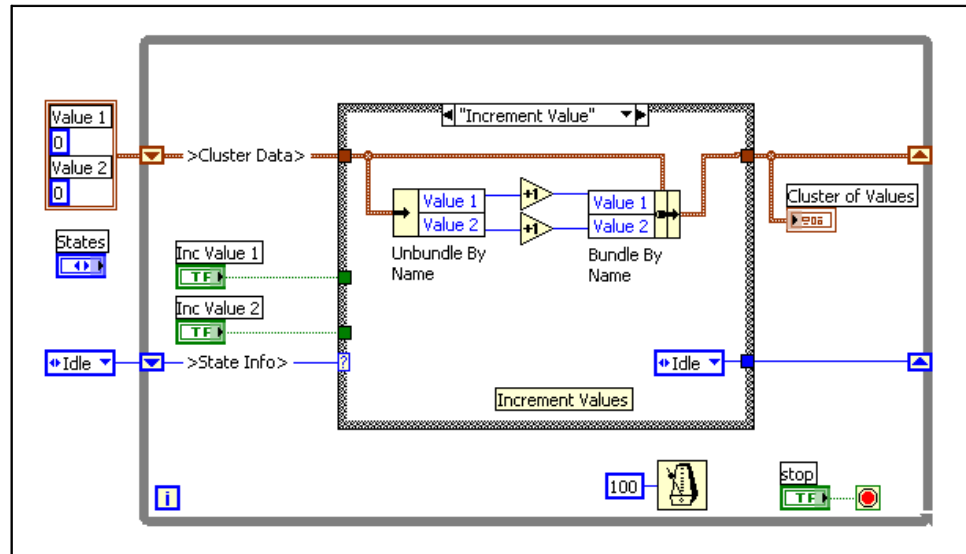 "Increment Value"
Value 1
0
Value 2
0
>Cluster Data>
Value 1
Value 2
+1
+1
Value 1
Value 2
Unbundle By
Name
Bundle By
Name
Cluster of Values
States
Inc Value 1
TF
Inc Value 2
TF
Idle
>State Info>
?
Idle
Increment Values
i
100
stop
TF